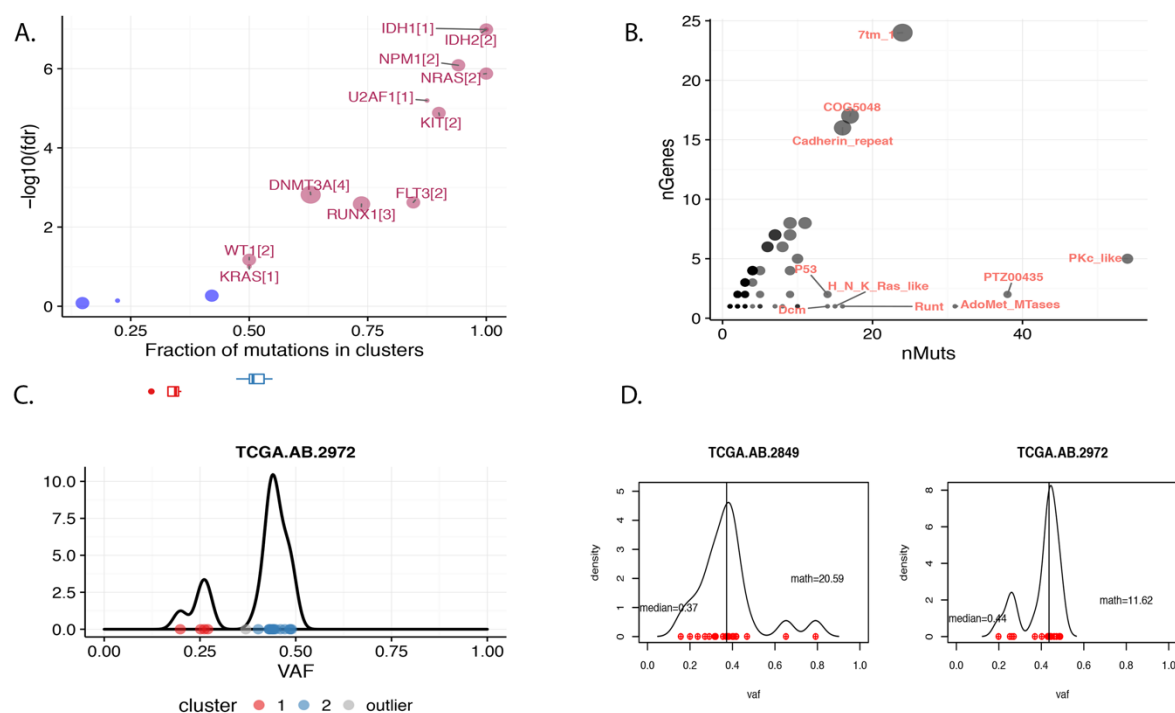 A.
IDH1[1]
IDH2[2]
NPM1[2]
NRAS[2]
U2AF1[1]
KIT[2]
DNMT3A[4]
FLT3[2]
RUNX1[3]
WT1[2]
KRAS[1]
6
4
2
0
−log10(fdr)
0.25
0.50
0.75
1.00
Fraction of mutations in clusters
B.
7tm_1
COG5048
Cadherin_repeat
P53
H_N_K_Ras_like
PTZ00435
PKc_like
Dcm
Runt
AdoMet_MTases
25
20
15
10
5
0
nGenes
0
20
40
nMuts
C.
TCGA.AB.2972
10.0
7.5
5.0
2.5
0.0
0.00
0.25
0.50
0.75
1.00
VAF
cluster 1 2 outlier
D.
TCGA.AB.2849
5
4
3
2
1
0
density
math=20.59
median=0.37
0.0 0.2 0.4 0.6 0.8 1.0
vaf
TCGA.AB.2972
8
6
4
2
0
density
math=11.62
median=0.44
0.0 0.2 0.4 0.6 0.8 1.0
vaf